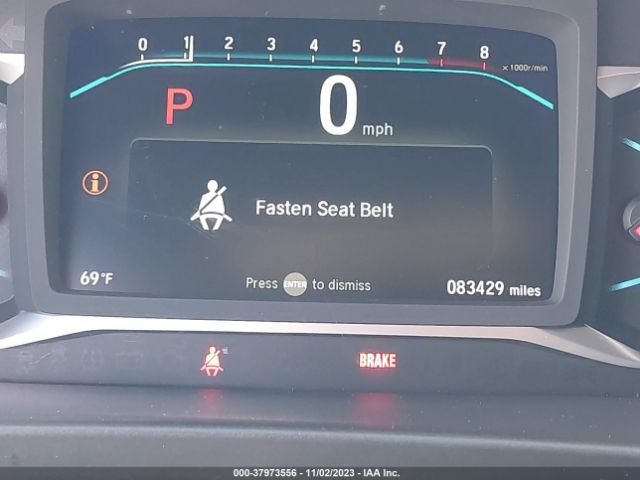 0 1 2 3 4 5 6 7 8 x1000r/min
P 0 mph
i
Fasten Seat Belt
69°F Press ENTER to dismiss 083429 miles
BRAKE
000-37973556 - 11/02/2023 - IAA Inc.